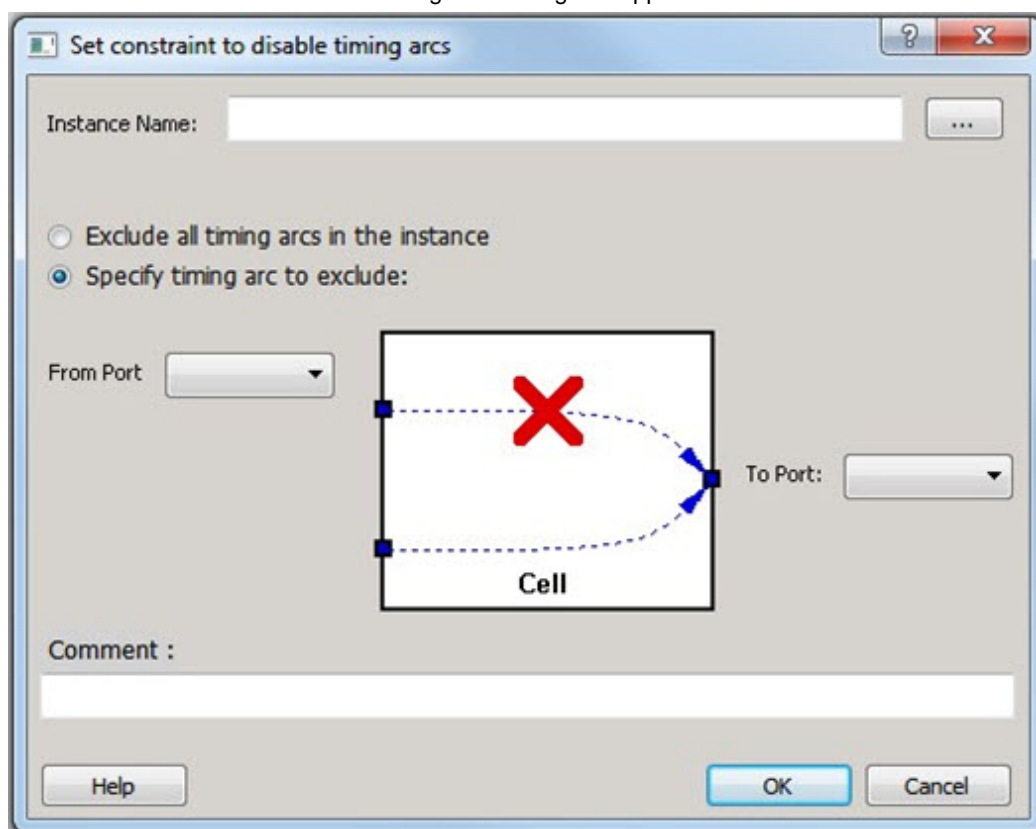 Set constraint to disable timing arcs
Instance Name:
...
Exclude all timing arcs in the instance
Specify timing arc to exclude:
From Port
To Port:
Cell
Comment :
Help
OK
Cancel